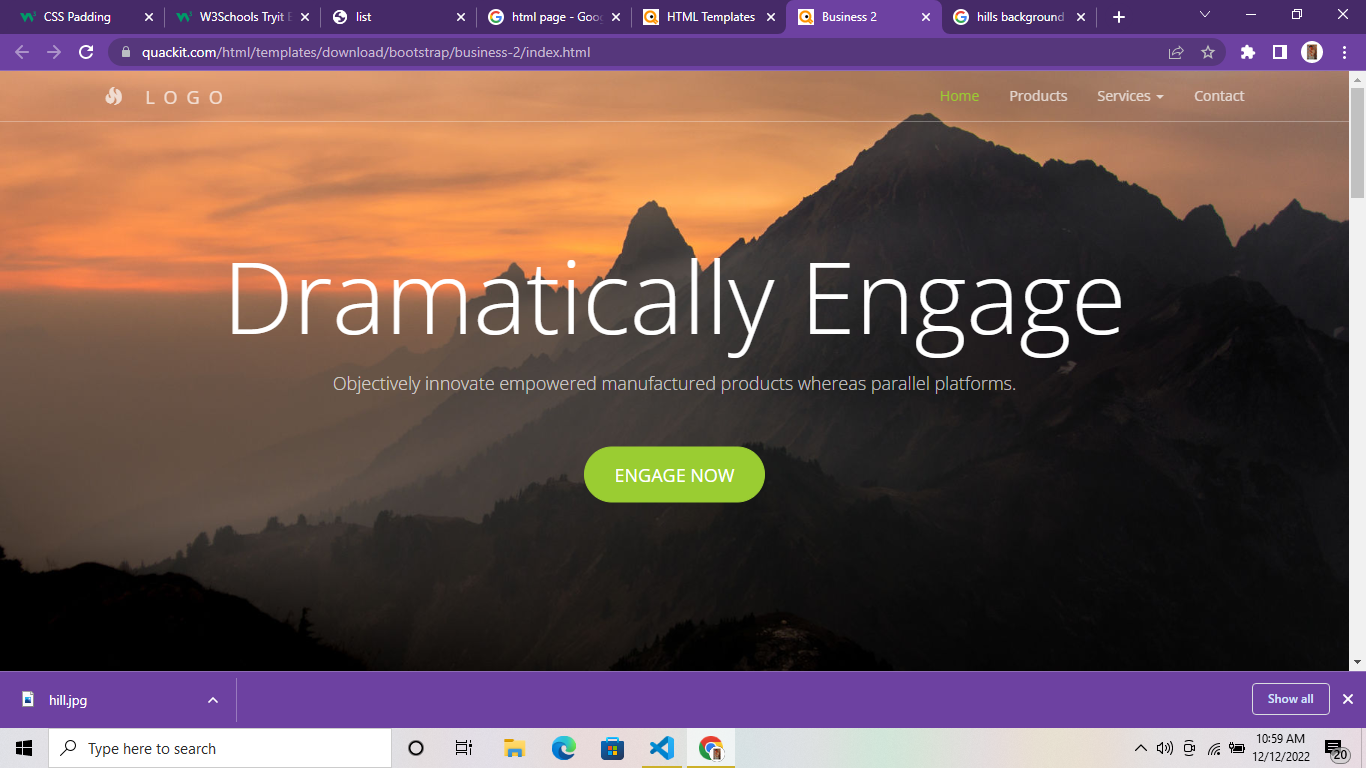 CSS Padding
W3Schools Tryit E
list
html page - Goog
HTML Templates
Business 2
hills background
quackit.com/html/templates/download/bootstrap/business-2/index.html
LOGO
Home
Products
Services
Contact
Dramatically Engage
Objectively innovate empowered manufactured products whereas parallel platforms.
ENGAGE NOW
hill.jpg
Show all
Type here to search
10:59 AM
12/12/2022
20